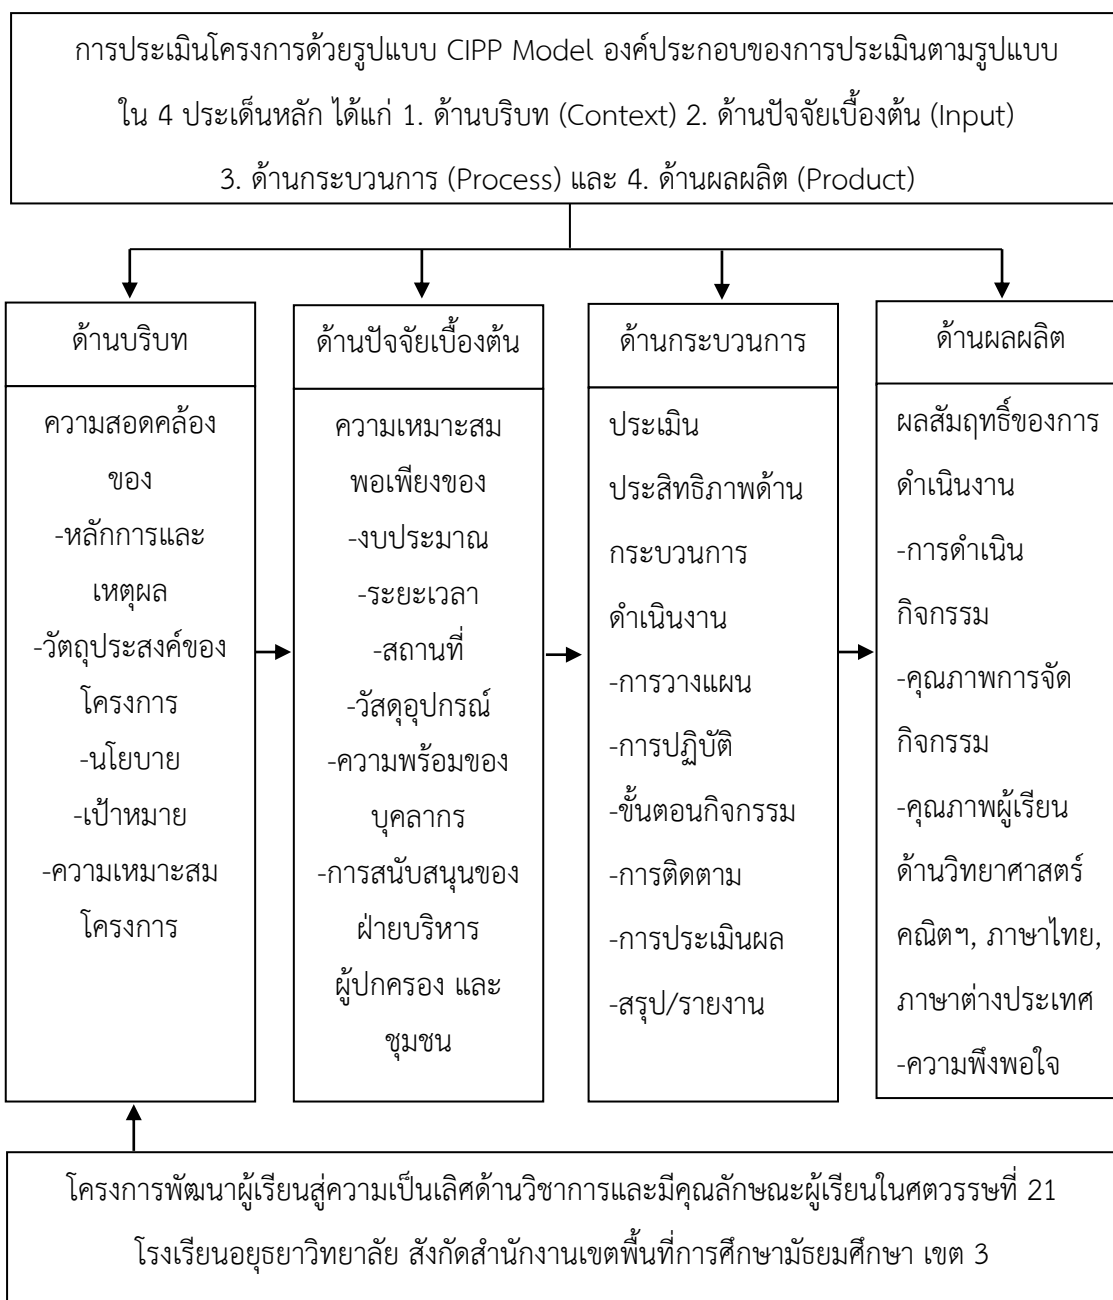 การประเมินโครงการด้วยรูปแบบ CIPP Model องค์ประกอบของการประเมินตามรูปแบบ
ใน 4 ประเด็นหลัก ได้แก่ 1. ด้านบริบท (Context) 2. ด้านปัจจัยเบื้องต้น (Input)
3. ด้านกระบวนการ (Process) และ 4. ด้านผลผลิต (Product)
ด้านบริบท
ความสอดคล้อง
ของ
-หลักการและ
เหตุผล
-วัตถุประสงค์ของ
โครงการ
-นโยบาย
-เป้าหมาย
-ความเหมาะสม
โครงการ
ด้านปัจจัยเบื้องต้น
ความเหมาะสม
พอเพียงของ
-งบประมาณ
-ระยะเวลา
-สถานที่
-วัสดุอุปกรณ์
-ความพร้อมของ
บุคลากร
-การสนับสนุนของ
ฝ่ายบริหาร
ผู้ปกครอง และ
ชุมชน
ด้านกระบวนการ
ประเมิน
ประสิทธิภาพด้าน
กระบวนการ
ดำเนินงาน
-การวางแผน
-การปฏิบัติ
-ขั้นตอนกิจกรรม
-การติดตาม
-การประเมินผล
-สรุป/รายงาน
ด้านผลผลิต
ผลสัมฤทธิ์ของการ
ดำเนินงาน
-การดำเนิน
กิจกรรม
-คุณภาพการจัด
กิจกรรม
-คุณภาพผู้เรียน
ด้านวิทยาศาสตร์
คณิตฯ, ภาษาไทย,
ภาษาต่างประเทศ
-ความพึงพอใจ
โครงการพัฒนาผู้เรียนสู่ความเป็นเลิศด้านวิชาการและมีคุณลักษณะผู้เรียนในศตวรรษที่ 21
โรงเรียนอยุธยาวิทยาลัย สังกัดสำนักงานเขตพื้นที่การศึกษามัธยมศึกษา เขต 3